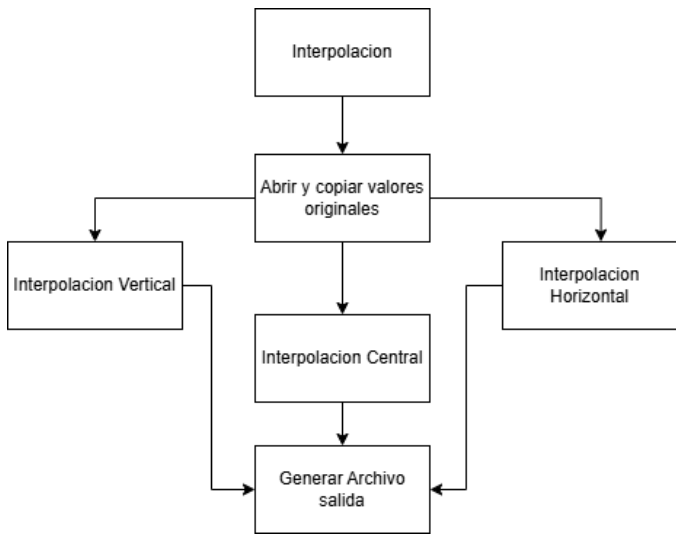 Interpolacion
Abrir y copiar valores
originales
Interpolacion Vertical
Interpolacion
Horizontal
Interpolacion Central
Generar Archivo
salida